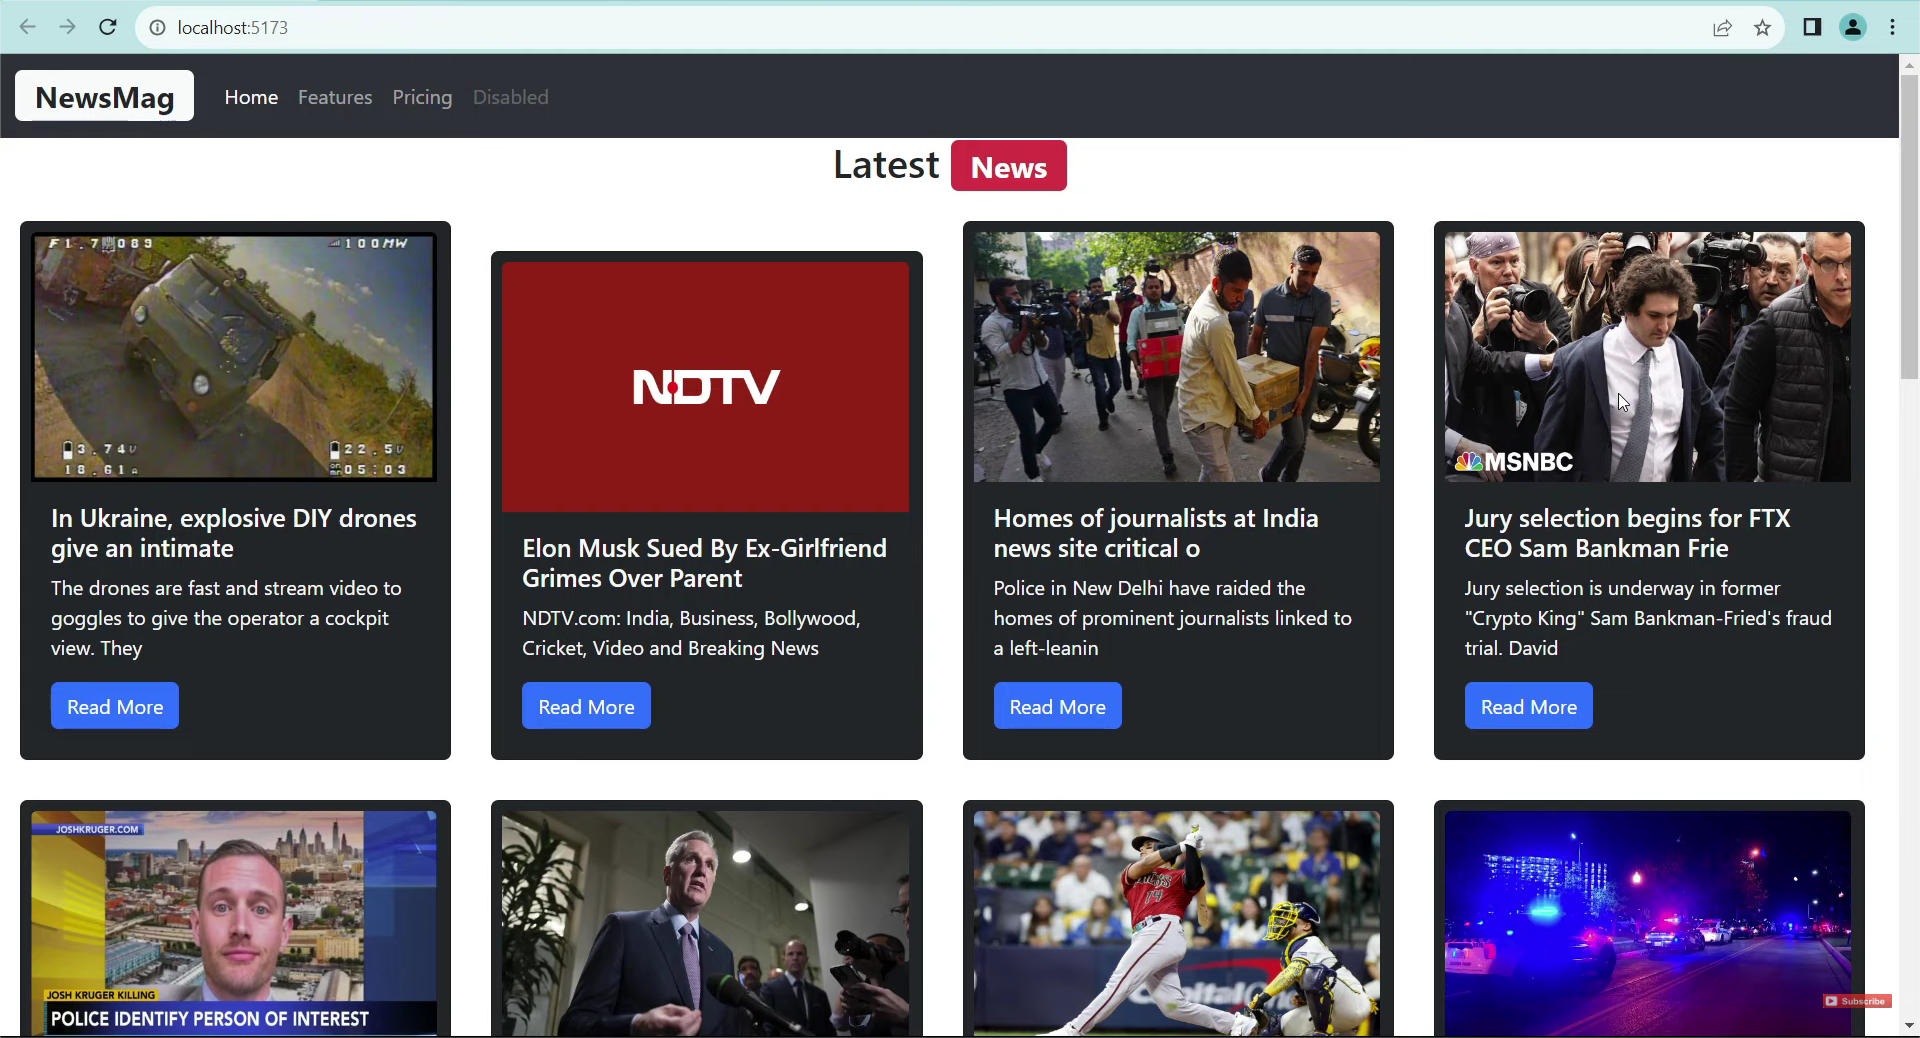 localhost:5173
NewsMag
Home
Features
Pricing
Disabled
Latest News
100MW
3.74V
22.5V
18.61A
05:03
In Ukraine, explosive DIY drones
give an intimate
The drones are fast and stream video to
goggles to give the operator a cockpit
view. They
Read More
NDTV
Elon Musk Sued By Ex-Girlfriend
Grimes Over Parent
NDTV.com: India, Business, Bollywood,
Cricket, Video and Breaking News
Read More
Homes of journalists at India
news site critical o
Police in New Delhi have raided the
homes of prominent journalists linked to
a left-leanin
Read More
MSNBC
Jury selection begins for FTX
CEO Sam Bankman Frie
Jury selection is underway in former
"Crypto King" Sam Bankman-Fried's fraud
trial. David
Read More
JOSHKRUGER.COM
JOSH KRUGER KILLING
POLICE IDENTIFY PERSON OF INTEREST
Subscribe